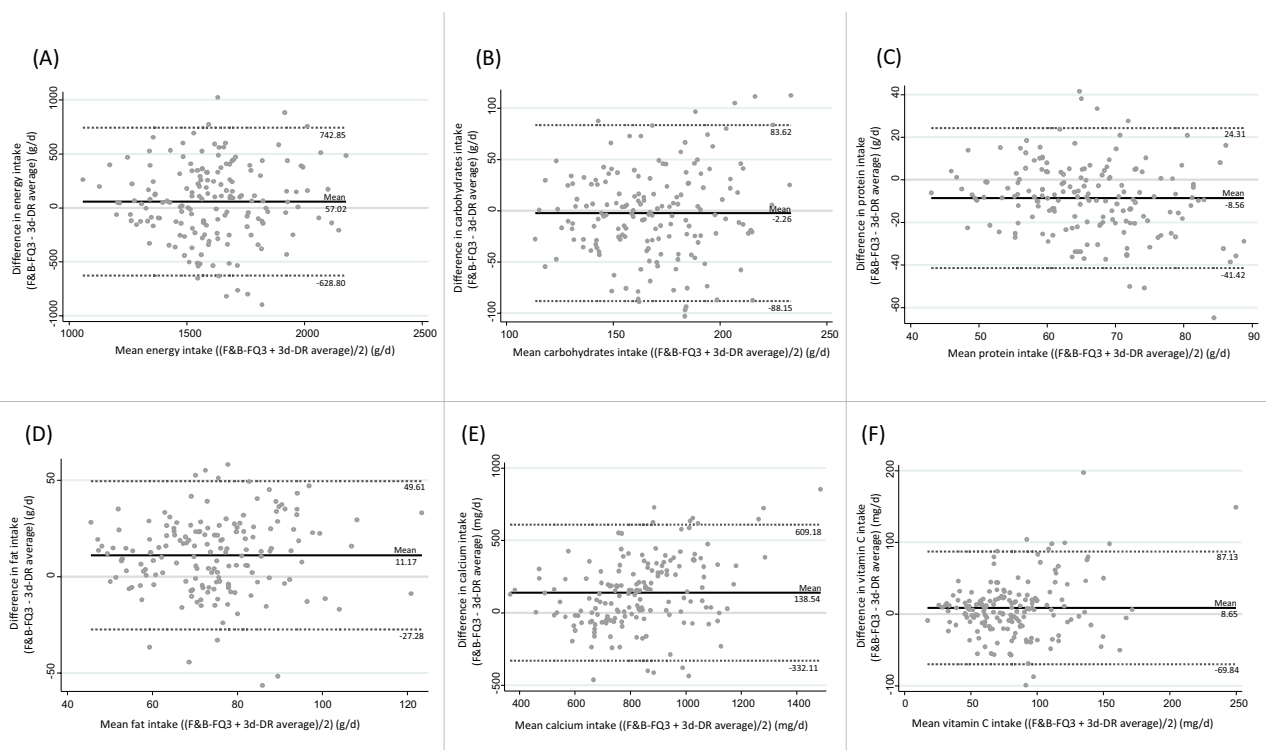 (A)
Difference in energy intake
(F&B-FQ3 - 3d-DR average) (g/d)
1000
500
0
-500
-1000
742.85
Mean
57.02
-628.80
1000 1500 2000 2500
Mean energy intake ((F&B-FQ3 + 3d-DR average)/2) (g/d)
(B)
Difference in carbohydrates intake
(F&B-FQ3 - 3d-DR average) (g/d)
100
50
0
-50
-100
83.62
Mean
-2.26
-88.15
100 150 200 250
Mean carbohydrates intake ((F&B-FQ3 + 3d-DR average)/2) (g/d)
(C)
Difference in protein intake
(F&B-FQ3 - 3d-DR average) (g/d)
40
20
0
-20
-40
-60
24.31
Mean
-8.56
-41.42
40 50 60 70 80 90
Mean protein intake ((F&B-FQ3 + 3d-DR average)/2) (g/d)
(D)
Difference in fat intake
(F&B-FQ3 - 3d-DR average) (g/d)
50
0
-50
49.61
Mean
11.17
-27.28
40 60 80 100 120
Mean fat intake ((F&B-FQ3 + 3d-DR average)/2) (g/d)
(E)
Difference in calcium intake
(F&B-FQ3 - 3d-DR average) (mg/d)
1000
500
0
-500
609.18
Mean
138.54
-332.11
400 600 800 1000 1200 1400
Mean calcium intake ((F&B-FQ3 + 3d-DR average)/2) (mg/d)
(F)
Difference in vitamin C intake
(F&B-FQ3 - 3d-DR average) (mg/d)
200
100
0
-100
87.13
Mean
8.65
-69.84
0 50 100 150 200 250
Mean vitamin C intake ((F&B-FQ3 + 3d-DR average)/2) (mg/d)